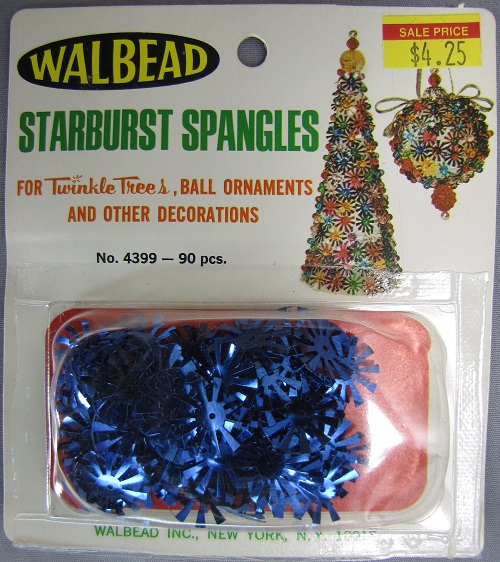 WALBEAD
SALE PRICE
$4.25
STARBURST SPANGLES
FOR Twinkle Trees, BALL ORNAMENTS
AND OTHER DECORATIONS
No. 4399 — 90 pcs.
WALBEAD INC., NEW YORK, N.Y.